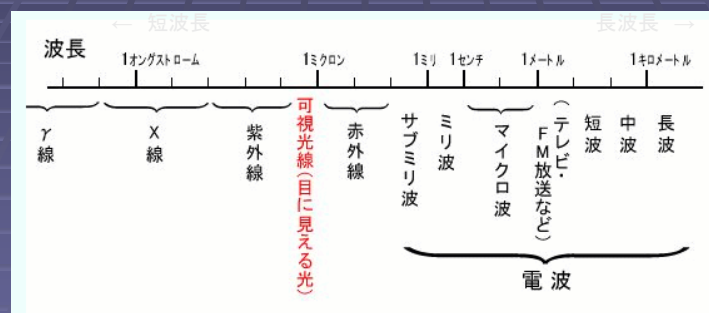 ← 短波長
長波長 →
波長
1オングストローム
1ミクロン
1ミリ
1センチ
1メートル
1キロメートル
γ線
X線
紫外線
可視光線(目に見える光)
赤外線
サブミリ波
ミリ波
マイクロ波
(テレビ・
FM放送など)
短波
中波
長波
電波